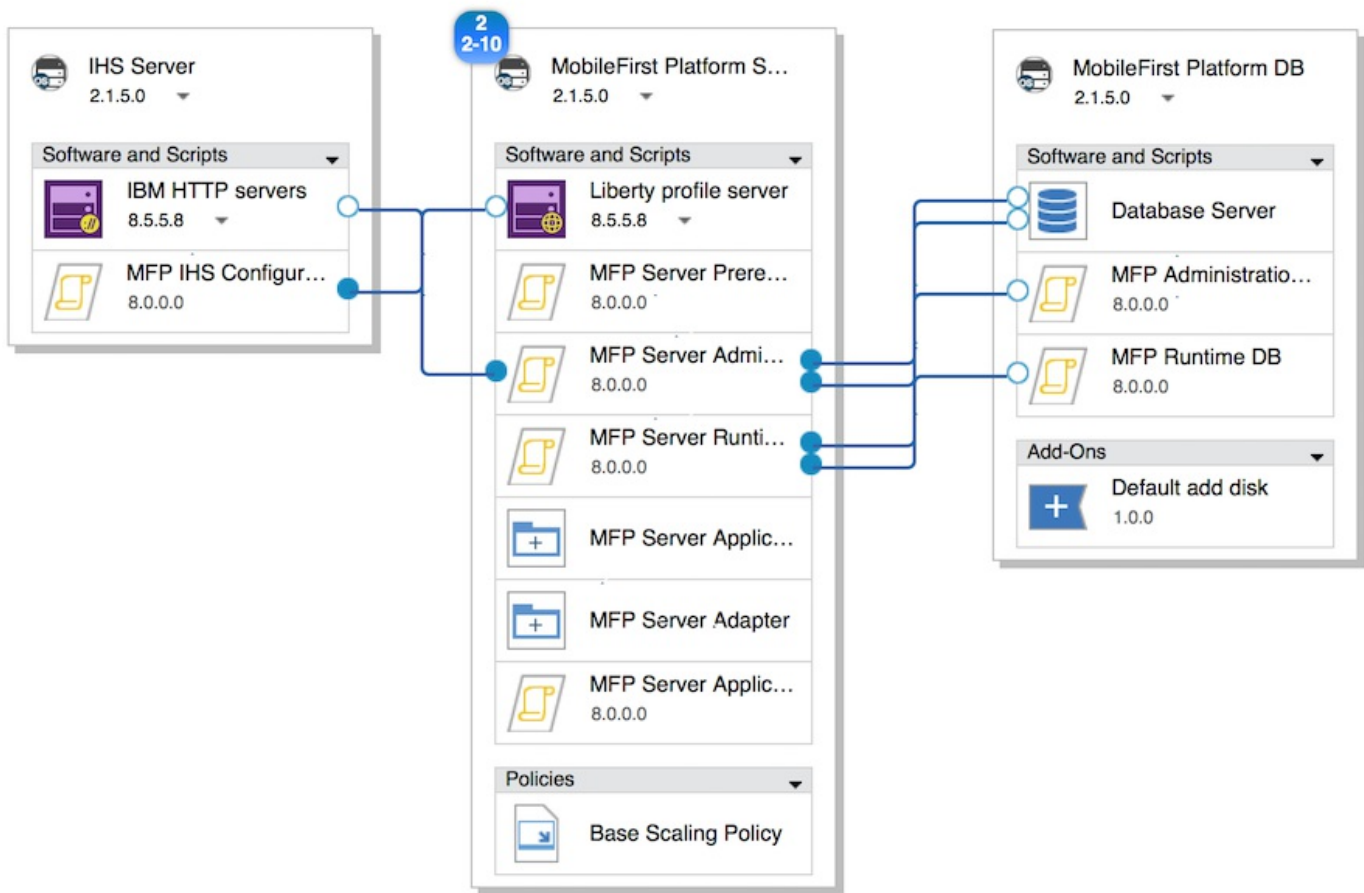 IHS Server
2.1.5.0
Software and Scripts
IBM HTTP servers
8.5.5.8
MFP IHS Configur...
8.0.0.0
2
2-10
MobileFirst Platform S...
2.1.5.0
Software and Scripts
Liberty profile server
8.5.5.8
MFP Server Prere...
8.0.0.0
MFP Server Admi...
8.0.0.0
MFP Server Runti...
8.0.0.0
MFP Server Applic...
MFP Server Adapter
MFP Server Applic...
8.0.0.0
Policies
Base Scaling Policy
MobileFirst Platform DB
2.1.5.0
Software and Scripts
Database Server
MFP Administratio...
8.0.0.0
MFP Runtime DB
8.0.0.0
Add-Ons
Default add disk
1.0.0